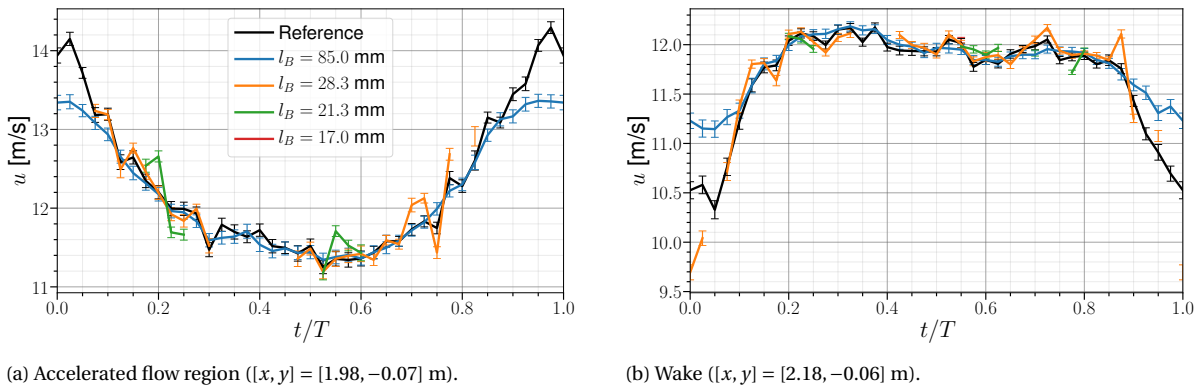 14
13
12
11
u [m/s]
0.0 0.2 0.4 0.6 0.8 1.0
t/T
Reference
l_B = 85.0 mm
l_B = 28.3 mm
l_B = 21.3 mm
l_B = 17.0 mm
(a) Accelerated flow region ([x, y] = [1.98, −0.07] m).
12.0
11.5
11.0
10.5
10.0
9.5
u [m/s]
0.0 0.2 0.4 0.6 0.8 1.0
t/T
(b) Wake ([x, y] = [2.18, −0.06] m).